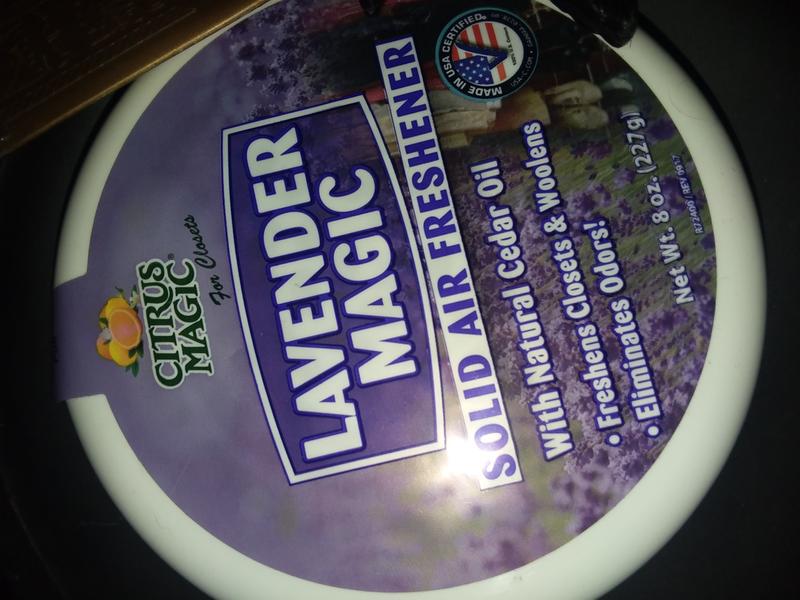 CITRUS
MAGIC®
For Closets
LAVENDER
MAGIC
SOLID AIR FRESHENER
With Natural Cedar Oil
• Freshens Closets & Woolens
• Eliminates Odors!
Net Wt. 8 oz. (227g)
MADE IN USA CERTIFIED®